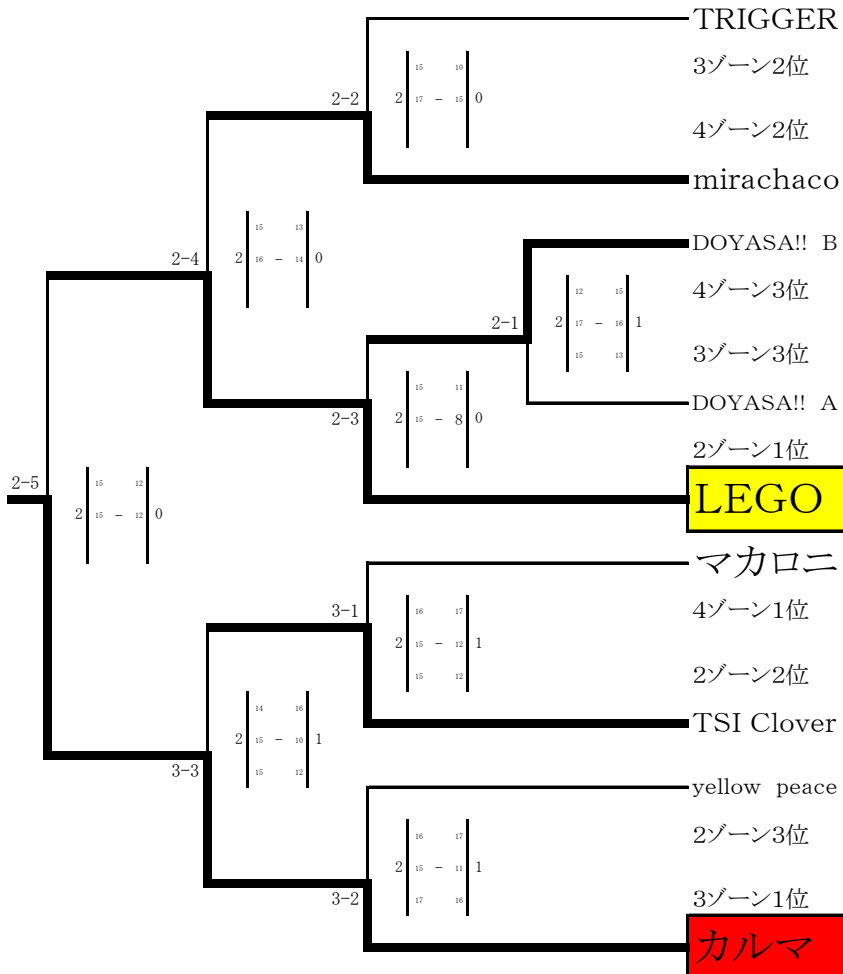 TRIGGER
3ゾーン2位
15 10
2 17 - 15 0
2-2
4ゾーン2位
mirachaco
15 13
2 16 - 14 0
2-4
DOYASA!! B
4ゾーン3位
12 15
2 17 - 16 1
15 13
2-1
3ゾーン3位
DOYASA!! A
15 11
2 15 - 8 0
2-3
2ゾーン1位
LEGO
2-5
15 12
2 15 - 12 0
マカロニ
4ゾーン1位
3-1
16 17
2 15 - 12 1
15 12
2ゾーン2位
TSI Clover
14 16
2 15 - 10 1
15 12
3-3
yellow peace
2ゾーン3位
16 17
2 15 - 11 1
17 16
3-2
3ゾーン1位
カルマ